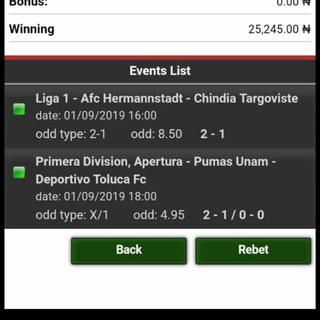 Bonus: 0.00 ₦
Winning 25,245.00 ₦
Events List
Liga 1 - Afc Hermannstadt - Chindia Targoviste
date: 01/09/2019 16:00
odd type: 2-1 odd: 8.50 2 - 1
Primera Division, Apertura - Pumas Unam -
Deportivo Toluca Fc
date: 01/09/2019 18:00
odd type: X/1 odd: 4.95 2 - 1 / 0 - 0
Back Rebet